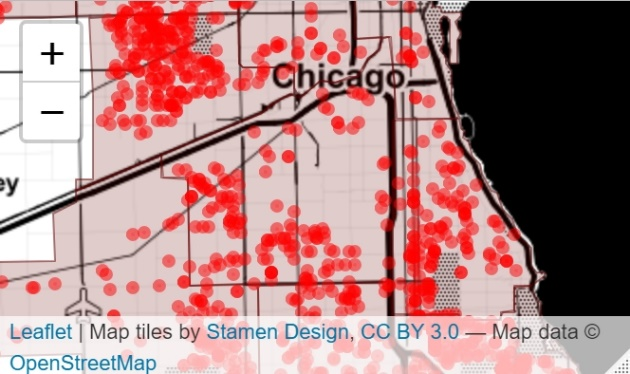 +
Chicago
−
ey
Leaflet | Map tiles by Stamen Design, CC BY 3.0 — Map data ©
OpenStreetMap